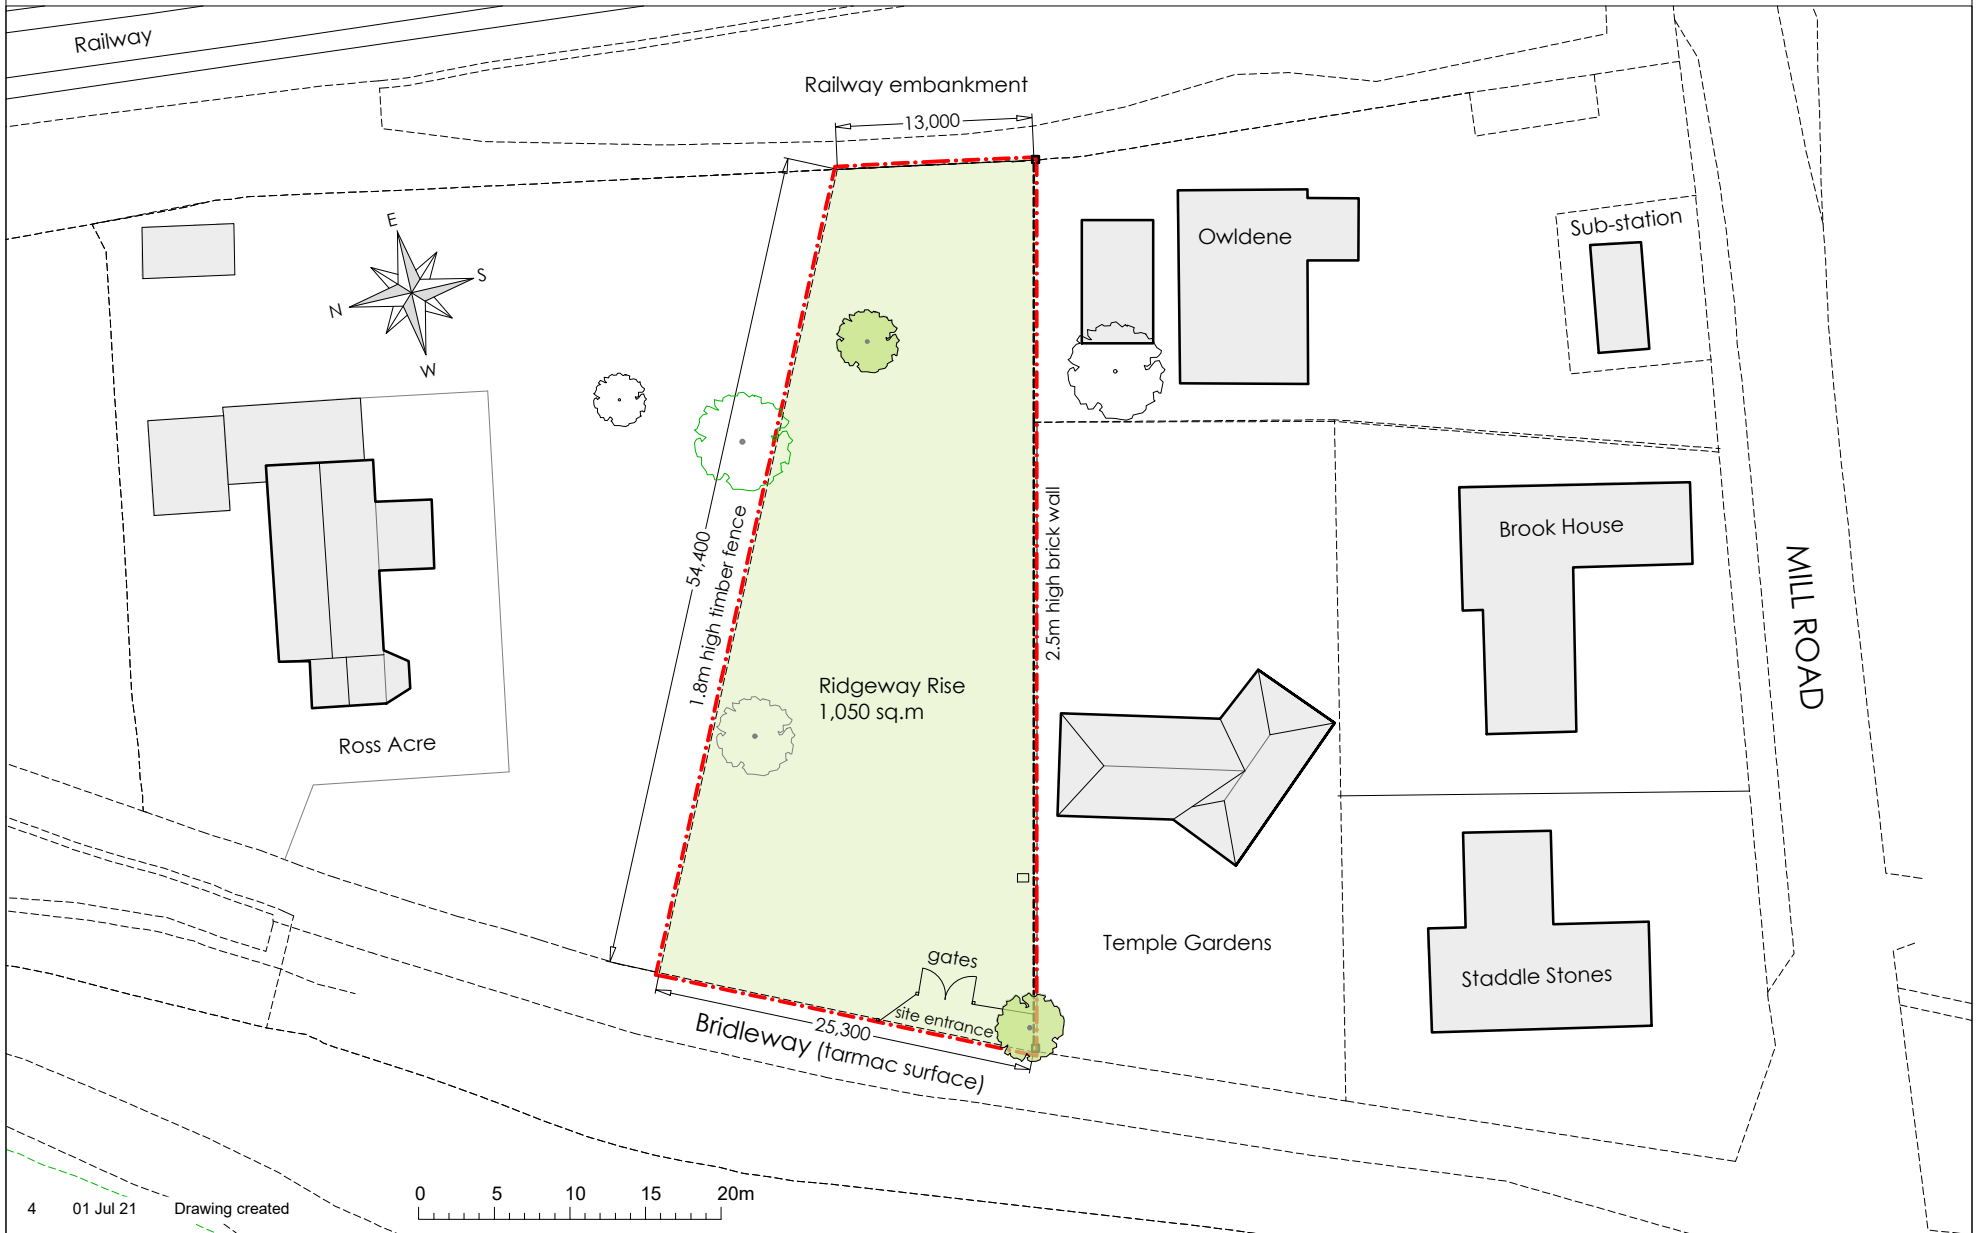 Railway
Railway embankment
13,000
E
S
N
W
Owldene
Sub-station
54,400
1.8m high timber fence
2.5m high brick wall
Brook House
MILL ROAD
Ridgeway Rise
1,050 sq.m
Ross Acre
Temple Gardens
gates
site entrance
Staddle Stones
25,300
Bridleway (tarmac surface)
0 5 10 15 20m
4 01 Jul 21 Drawing created